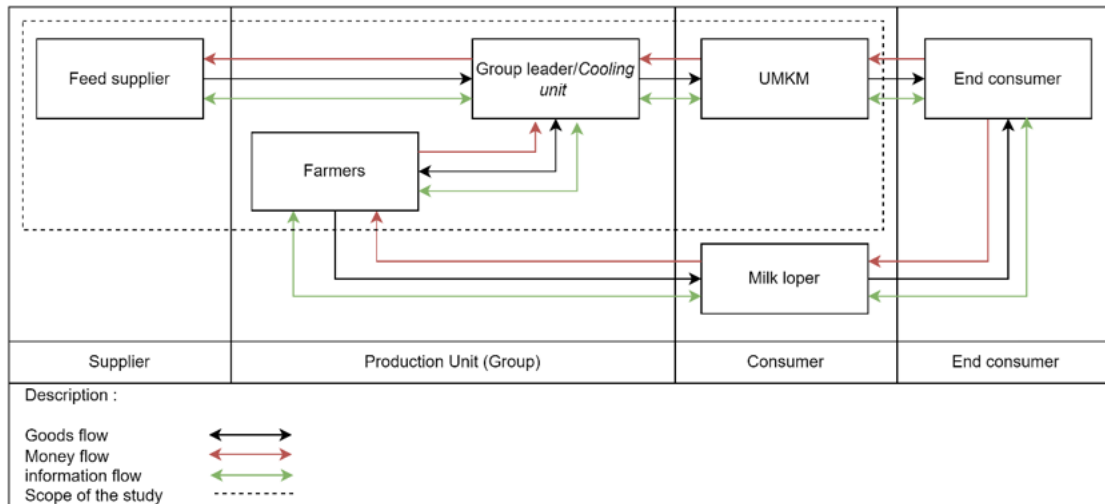 Feed supplier
Group leader/Cooling
unit
UMKM
End consumer
Farmers
Milk loper
Supplier
Production Unit (Group)
Consumer
End consumer
Description :
Goods flow
Money flow
information flow
Scope of the study